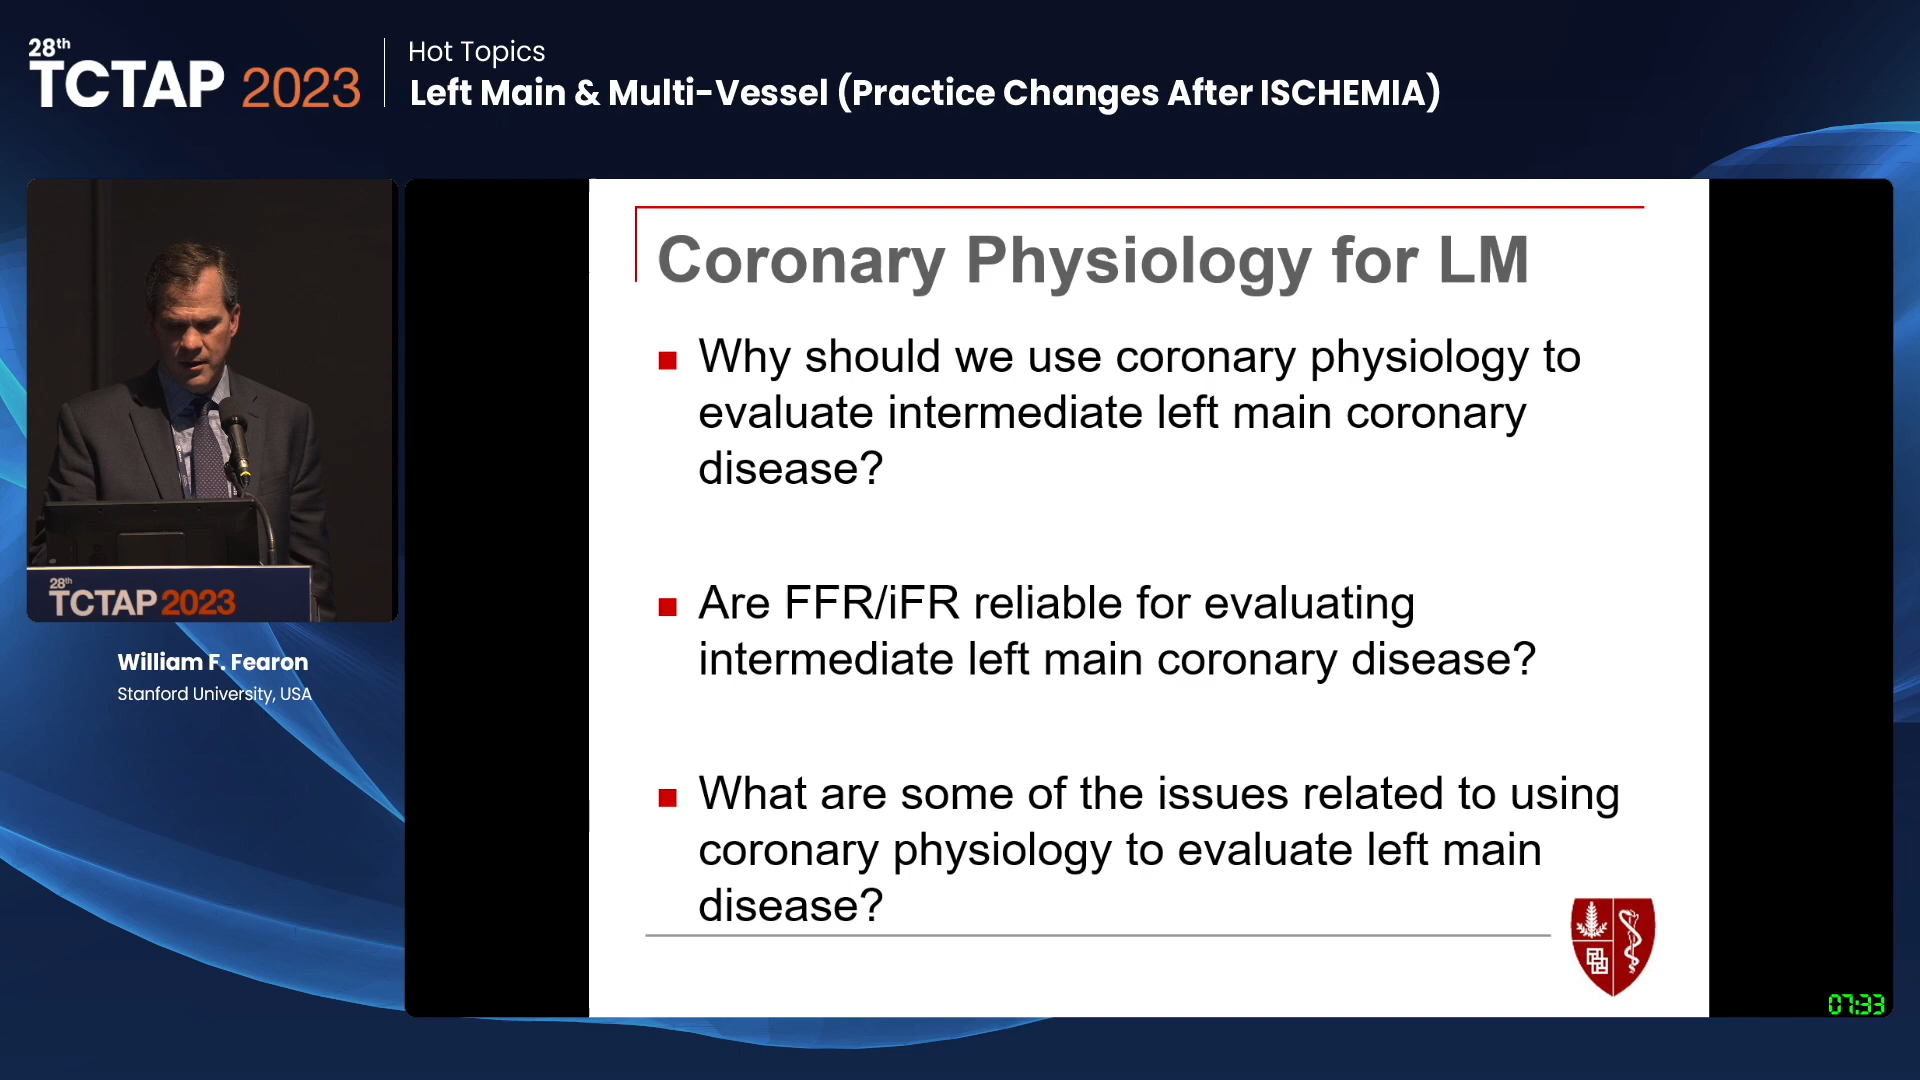 28th
TCTAP 2023
Hot Topics
Left Main & Multi-Vessel (Practice Changes After ISCHEMIA)
28th
TCTAP 2023
William F. Fearon
Stanford University, USA
Coronary Physiology for LM
Why should we use coronary physiology to
evaluate intermediate left main coronary
disease?
Are FFR/iFR reliable for evaluating
intermediate left main coronary disease?
What are some of the issues related to using
coronary physiology to evaluate left main
disease?
07:33